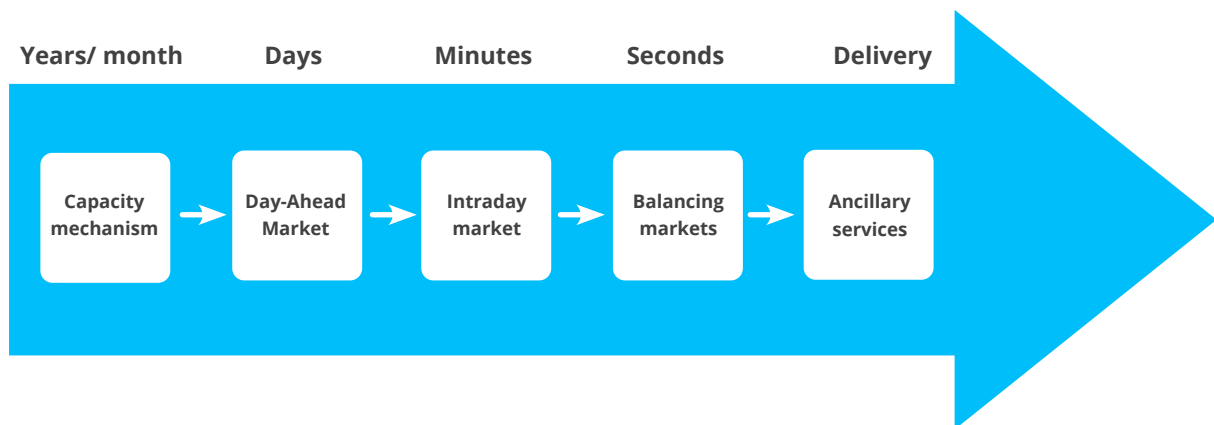 Years/ month
Days
Minutes
Seconds
Delivery
Capacity
mechanism
Day-Ahead
Market
Intraday
market
Balancing
markets
Ancillary
services